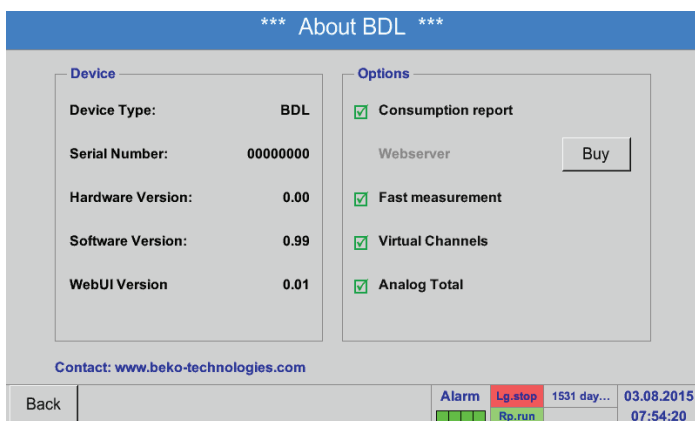 *** About BDL ***
Device
Device Type: BDL
Serial Number: 00000000
Hardware Version: 0.00
Software Version: 0.99
WebUI Version 0.01
Options
Consumption report
Webserver Buy
Fast measurement
Virtual Channels
Analog Total
Contact: www.beko-technologies.com
Back
Alarm Lg.stop 1531 day... 03.08.2015
Rp.run 07:54:20